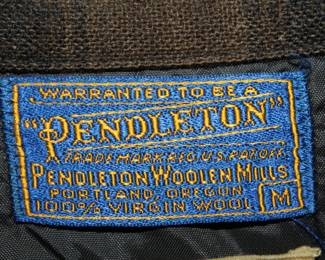 WARRANTED TO BE A
"PENDLETON"
TRADE MARK REG. U.S. PAT. OFF.
PENDLETON WOOLEN MILLS
PORTLAND, OREGON
100% VIRGIN WOOL M